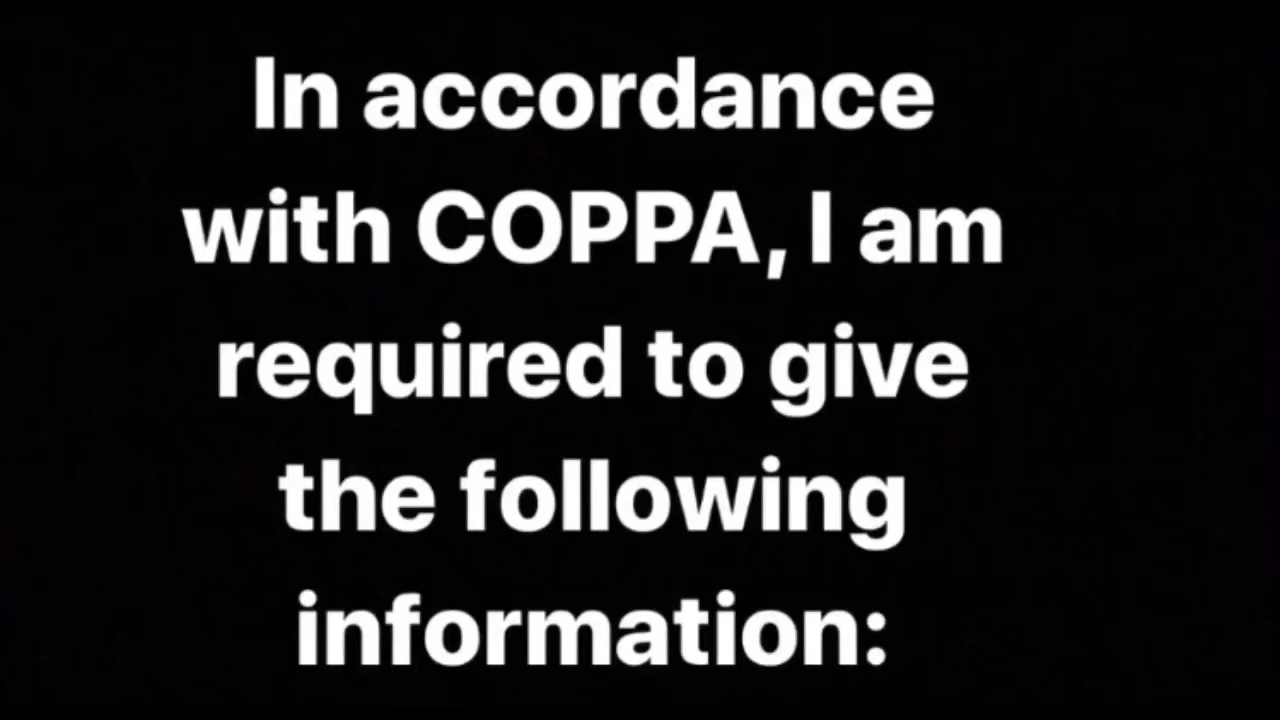 In accordance
with COPPA, I am
required to give
the following
information: